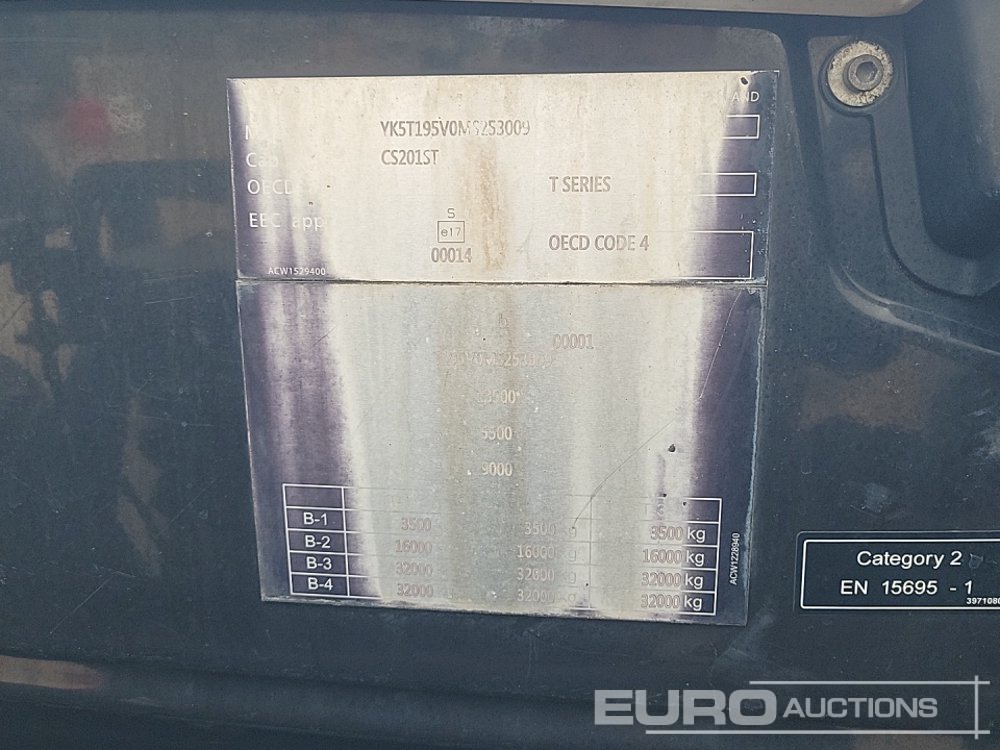 AND
YK5T195V0MS253009
CS201ST
OECD T SERIES
EEC app S
e17
00014 OECD CODE 4
ACW1529400
b
00001
5500
9000
B-1 3500 3500 3500 kg
B-2 16000 16000 16000 kg
B-3 32000 32000 32000 kg
B-4 32000 32000 32000 kg
ACW1228940
Category 2
EN 15695 - 1
EURO AUCTIONS